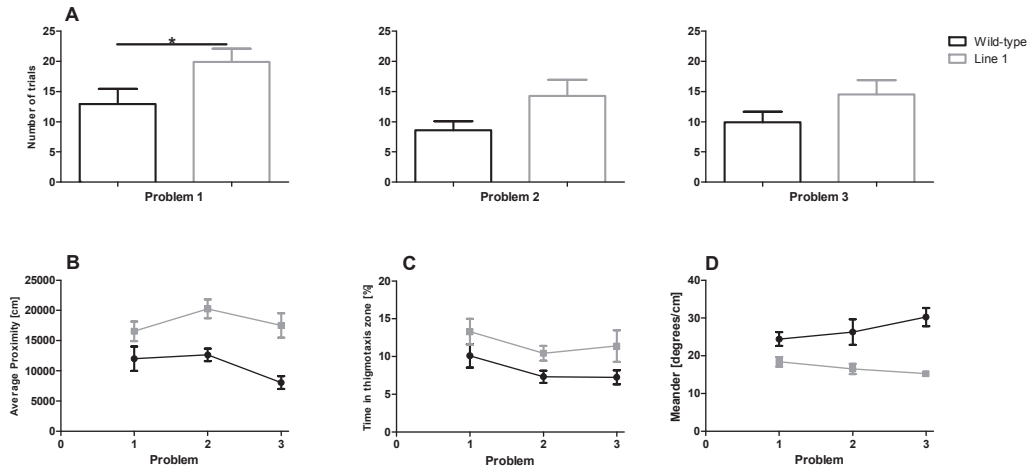 A
Number of trials
25
20
15
10
5
0
*
Problem 1
25
20
15
10
5
0
Problem 2
25
20
15
10
5
0
Problem 3
Wild-type
Line 1
B
Average Proximity [cm]
25000
20000
15000
10000
5000
0
0 1 2 3
Problem
C
Time in thigmotaxis zone [%]
20
15
10
5
0
0 1 2 3
Problem
D
Meander [degrees/cm]
40
30
20
10
0
0 1 2 3
Problem